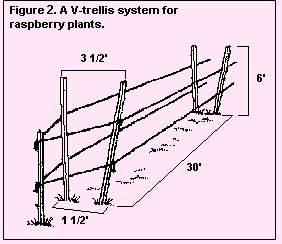 Figure 2. A V-trellis system for
raspberry plants.
3 1/2'
6'
30'
1 1/2'